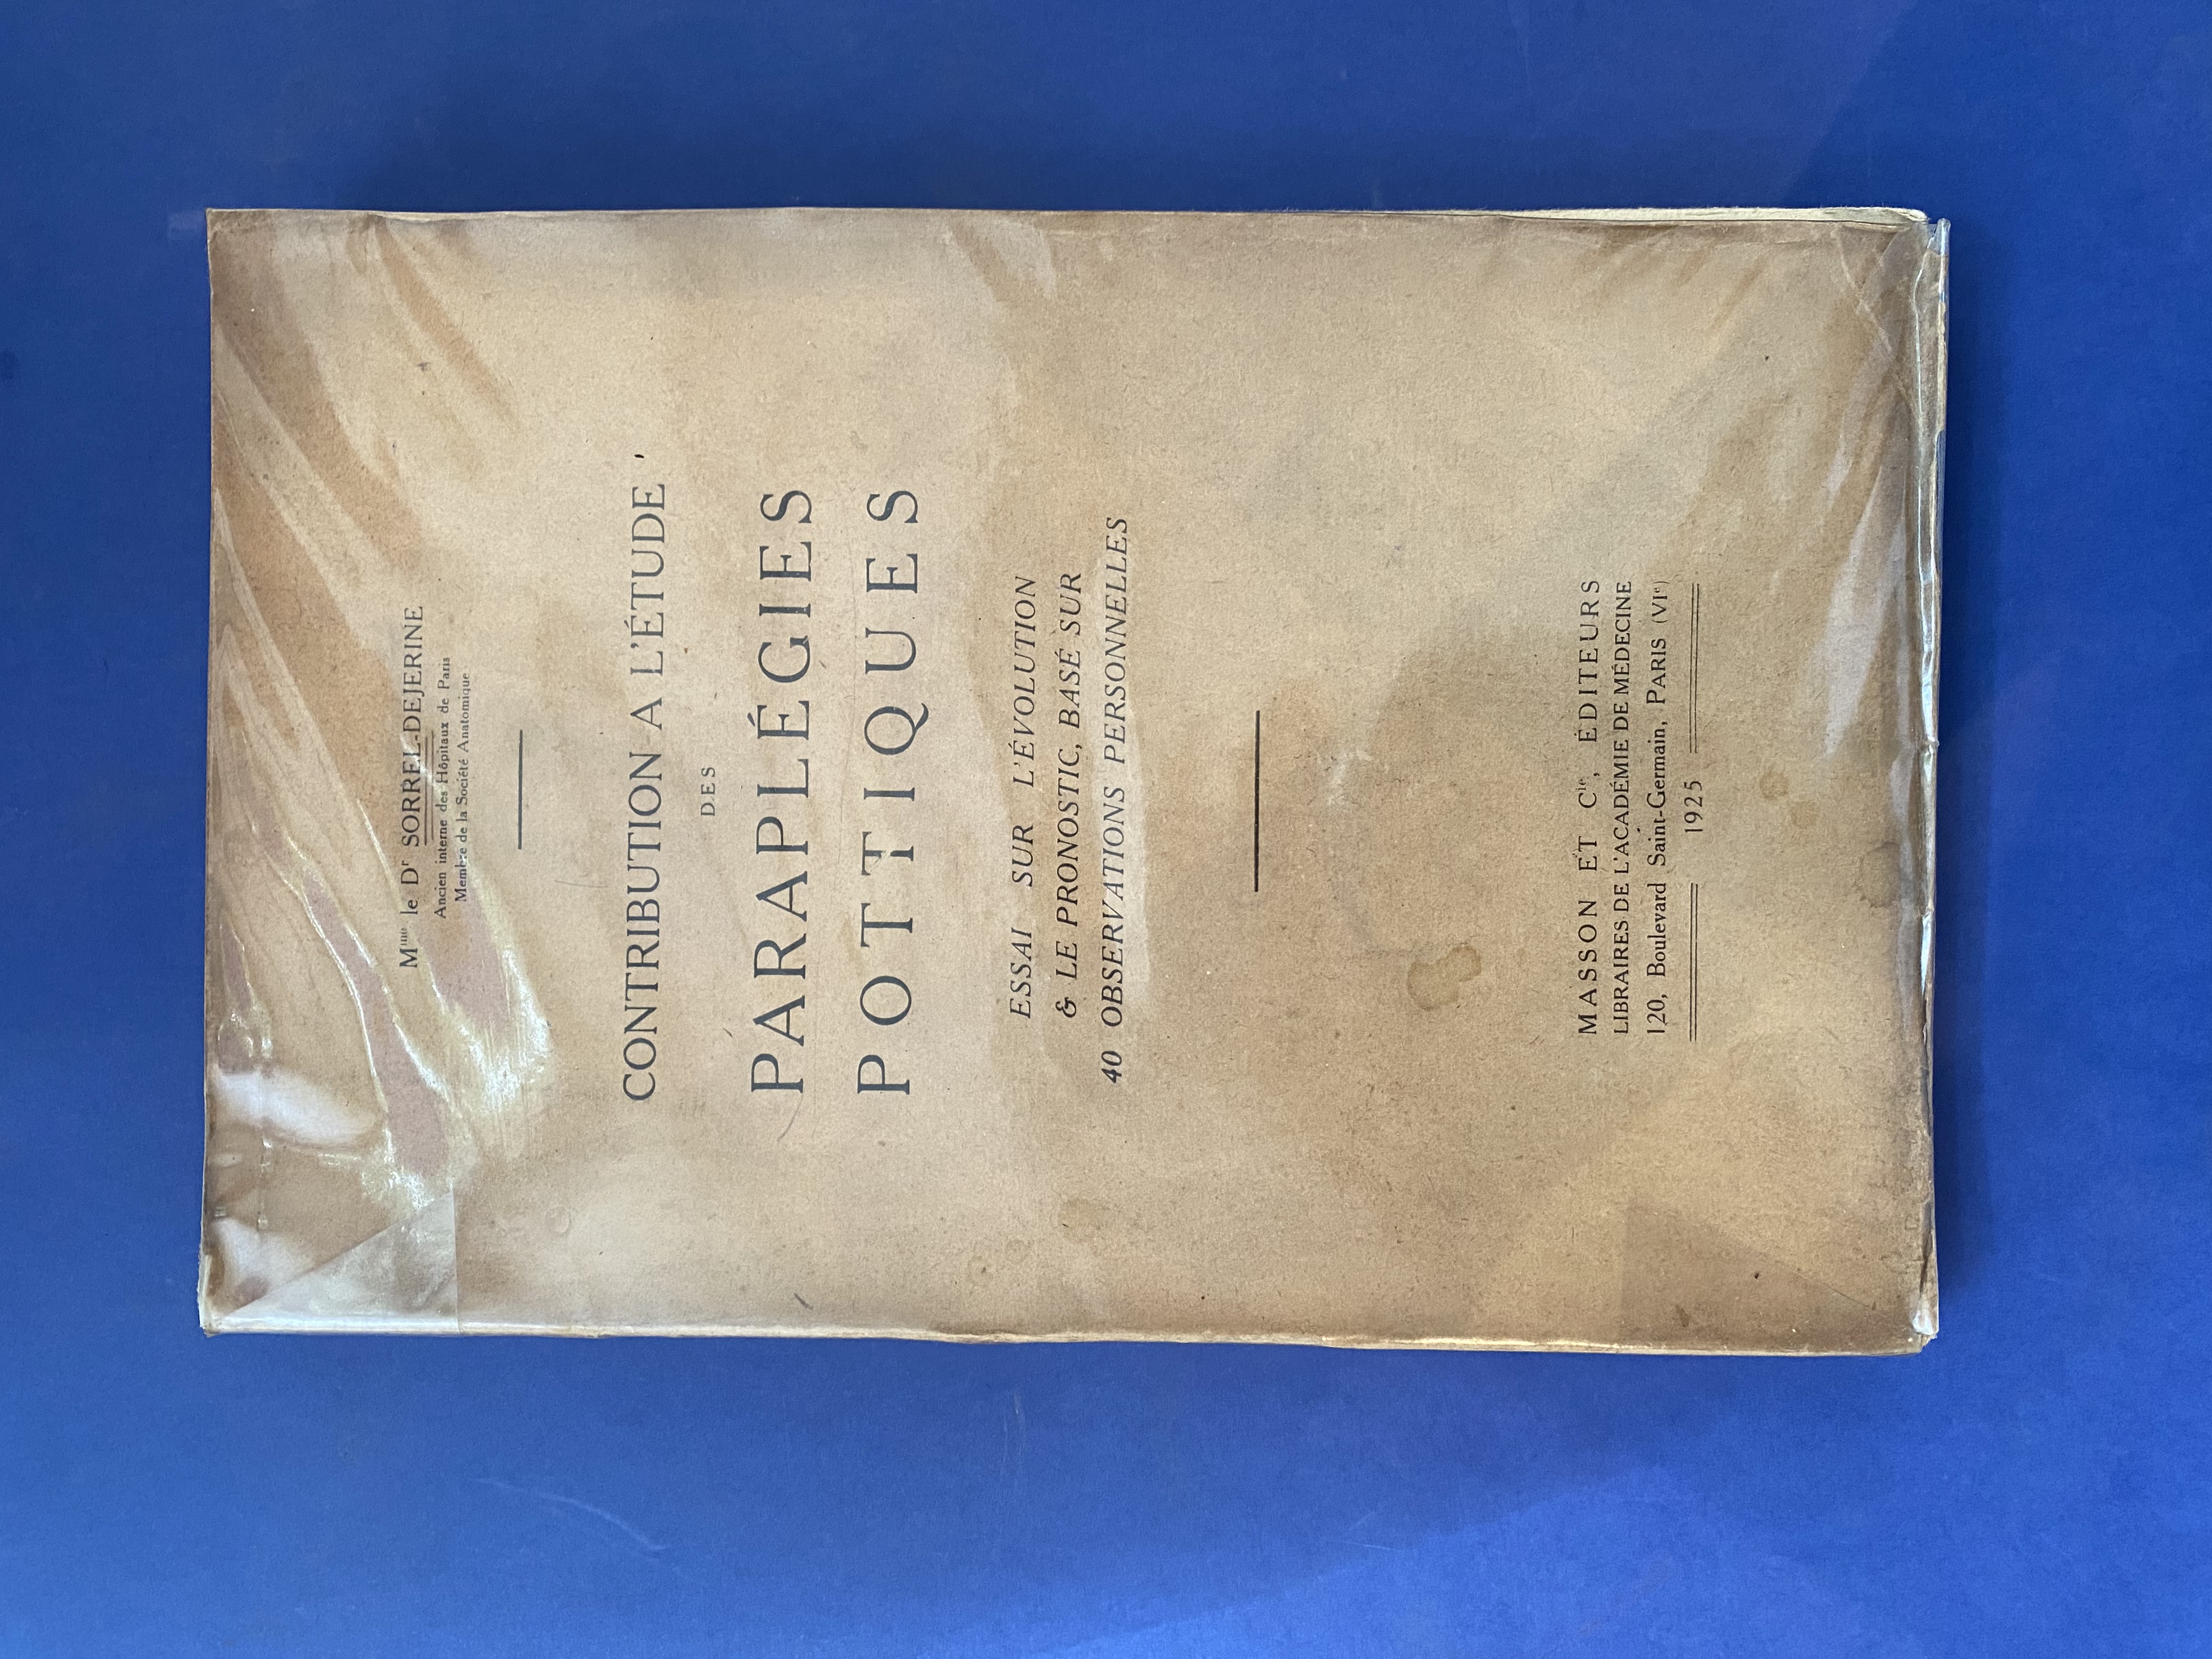 Mme le Dr SORREL-DEJERINE
Ancien interne des Hôpitaux de Paris
Membre de la Société Anatomique
CONTRIBUTION A L'ÉTUDE
DES
PARAPLÉGIES
POTTIQUES
ESSAI SUR L'ÉVOLUTION
& LE PRONOSTIC, BASÉ SUR
40 OBSERVATIONS PERSONNELLES
MASSON ET Cie, ÉDITEURS
LIBRAIRES DE L'ACADÉMIE DE MÉDECINE
120, Boulevard Saint-Germain, PARIS (VIe)
1925